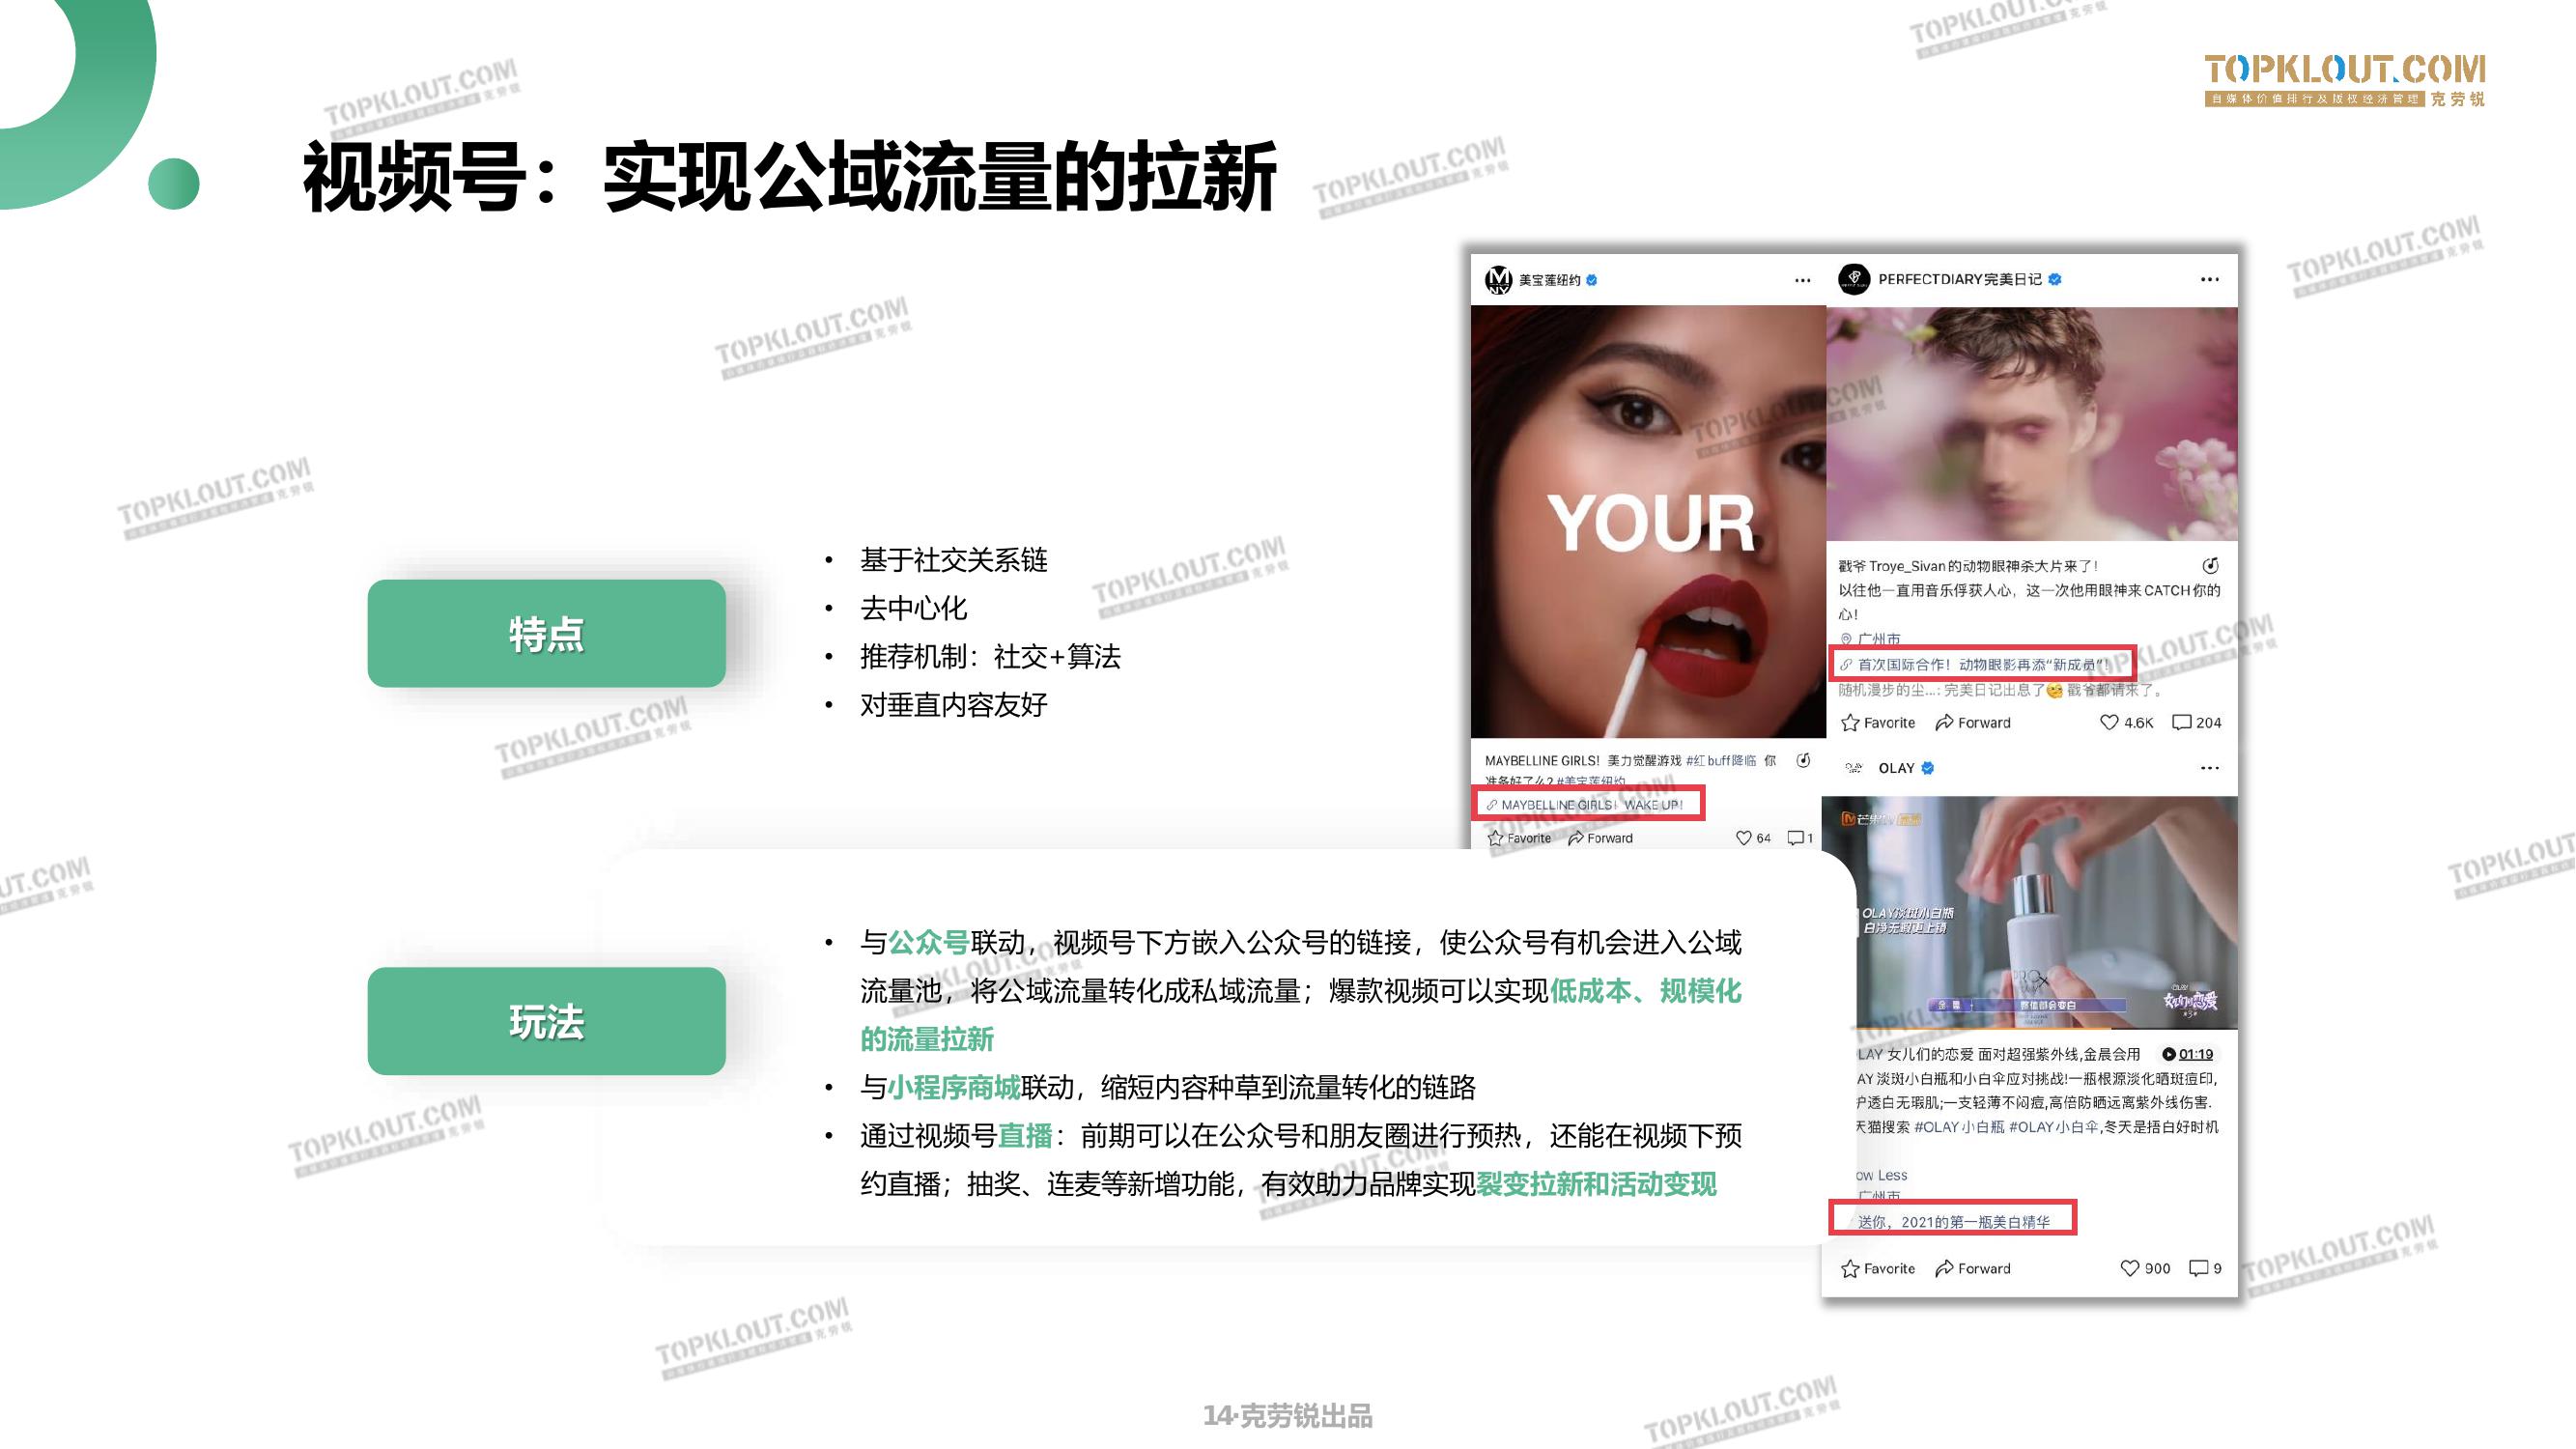 TOPKLOUT.COM
自媒体价值排行及版权经济管理 克劳锐
视频号：实现公域流量的拉新
特点
• 基于社交关系链
• 去中心化
• 推荐机制：社交+算法
• 对垂直内容友好
玩法
• 与公众号联动，视频号下方嵌入公众号的链接，使公众号有机会进入公域
流量池，将公域流量转化成私域流量；爆款视频可以实现低成本、规模化
的流量拉新
• 与小程序商城联动，缩短内容种草到流量转化的链路
• 通过视频号直播：前期可以在公众号和朋友圈进行预热，还能在视频下预
约直播；抽奖、连麦等新增功能，有效助力品牌实现裂变拉新和活动变现
美宝莲纽约
YOUR
MAYBELLINE GIRLS！美力觉醒游戏 #红buff降临 你
准备好了么？#美宝莲纽约
MAYBELLINE GIRLS！WAKE UP！
Favorite Forward 64 1
PERFECTDIARY完美日记
戳爷 Troye_Sivan 的动物眼神杀大片来了！
以往他一直用音乐俘获人心，这一次他用眼神来 CATCH 你的
心！
广州市
首次国际合作！动物眼影再添“新成员”！
随机漫步的尘...: 完美日记出息了 戳爷都请来了。
Favorite Forward 4.6K 204
OLAY
OLAY淡斑小白瓶
白净无瑕更上镜
LAY 女儿们的恋爱 面对超强紫外线,金晨会用 01:19
AY 淡斑小白瓶和小白伞应对挑战!一瓶根源淡化晒斑痘印,
透白无瑕肌;一支轻薄不闷痘,高倍防晒远离紫外线伤害.
天猫搜索 #OLAY小白瓶 #OLAY小白伞,冬天是捂白好时机
ow Less
广州市
送你，2021的第一瓶美白精华
Favorite Forward 900 9
14·克劳锐出品